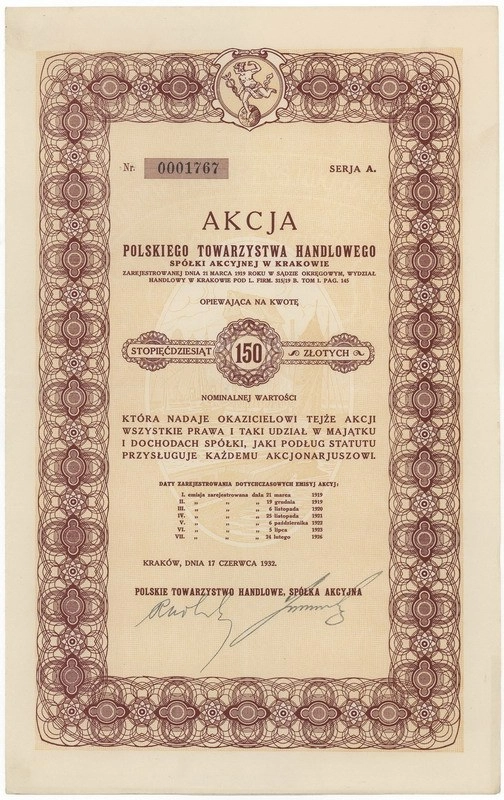 Nr. 0001767 SERJA A.
AKCJA
POLSKIEGO TOWARZYSTWA HANDLOWEGO
SPÓŁKI AKCYJNEJ W KRAKOWIE
ZAREJESTROWANEJ DNIA 21 MARCA 1919 ROKU W SĄDZIE OKRĘGOWYM, WYDZIAŁ
HANDLOWY W KRAKOWIE POD L. FIRM. 315/19 B. TOM I. PAG. 145
OPIEWAJĄCA NA KWOTĘ
STOPIĘĆDZIESIĄT 150 ZŁOTYCH
NOMINALNEJ WARTOŚCI
KTÓRA NADAJE OKAZICIELOWI TEJŻE AKCJI
WSZYSTKIE PRAWA I TAKI UDZIAŁ W MAJĄTKU
I DOCHODACH SPÓŁKI, JAKI PODŁUG STATUTU
PRZYSŁUGUJE KAŻDEMU AKCJONARJUSZOWI.
DATY ZAREJESTROWANIA DOTYCHCZASOWYCH EMISYJ AKCYJ:
I. emisja zarejestrowana dnia 21 marca 1919
II. „ „ „ 19 grudnia 1919
III. „ „ „ 6 listopada 1920
IV. „ „ „ 25 listopada 1921
V. „ „ „ 6 października 1922
VI. „ „ „ 5 lipca 1923
VII. „ „ „ 24 lutego 1926
KRAKÓW, DNIA 17 CZERWCA 1932.
POLSKIE TOWARZYSTWO HANDLOWE, SPÓŁKA AKCYJNA